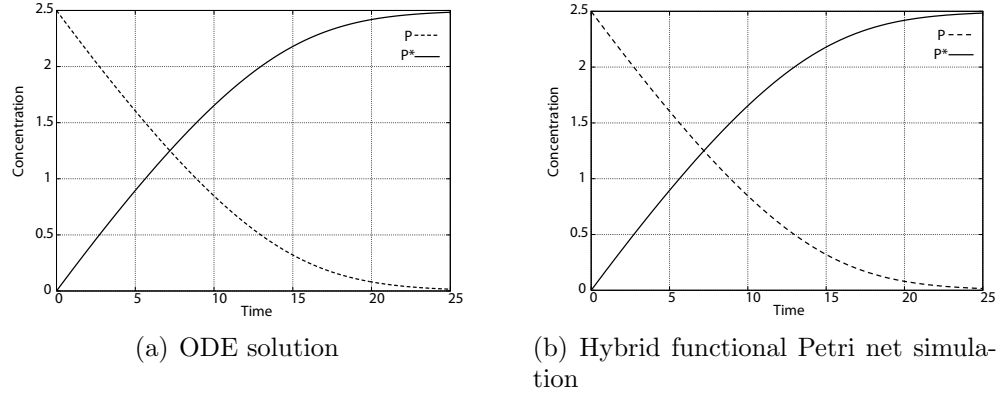 2.5
2
1.5
1
0.5
0
Concentration
P
P*
0 5 10 15 20 25
Time
(a) ODE solution
2.5
2
1.5
1
0.5
0
Concentration
P
P*
0 5 10 15 20 25
Time
(b) Hybrid functional Petri net simula-
tion